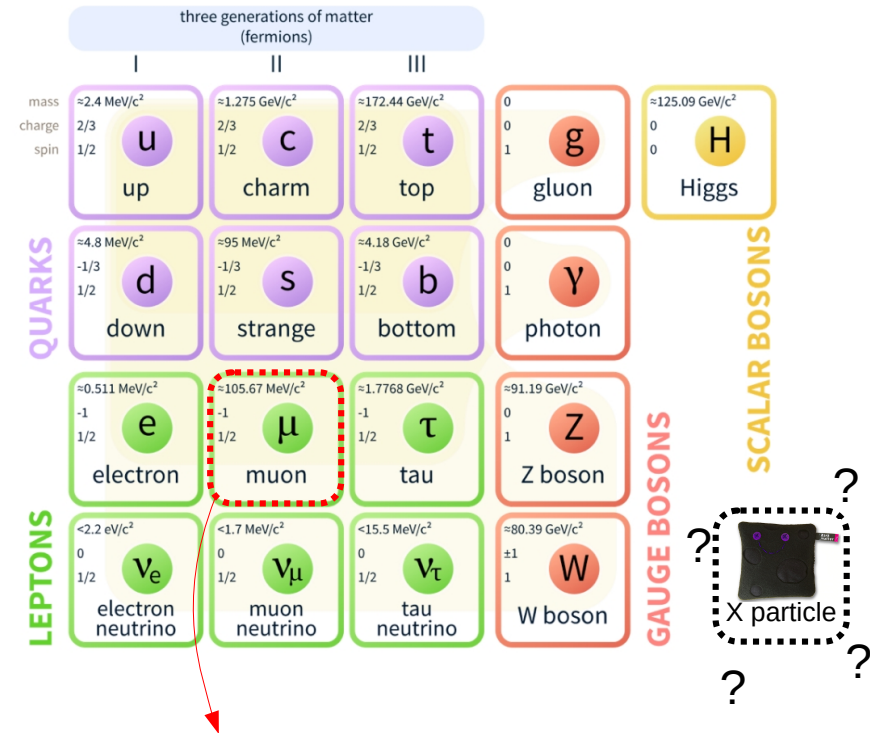 three generations of matter
(fermions)
I
II
III
mass
charge
spin
≈2.4 MeV/c²
2/3
1/2
u
up
≈1.275 GeV/c²
2/3
1/2
c
charm
≈172.44 GeV/c²
2/3
1/2
t
top
0
0
1
g
gluon
≈125.09 GeV/c²
0
0
H
Higgs
QUARKS
≈4.8 MeV/c²
-1/3
1/2
d
down
≈95 MeV/c²
-1/3
1/2
s
strange
≈4.18 GeV/c²
-1/3
1/2
b
bottom
0
0
1
γ
photon
SCALAR BOSONS
≈0.511 MeV/c²
-1
1/2
e
electron
≈105.67 MeV/c²
-1
1/2
μ
muon
≈1.7768 GeV/c²
-1
1/2
τ
tau
≈91.19 GeV/c²
0
1
Z
Z boson
GAUGE BOSONS
LEPTONS
<2.2 eV/c²
0
1/2
νe
electron
neutrino
<1.7 MeV/c²
0
1/2
νμ
muon
neutrino
<15.5 MeV/c²
0
1/2
ντ
tau
neutrino
≈80.39 GeV/c²
±1
1
W
W boson
?
?
X particle
?
?